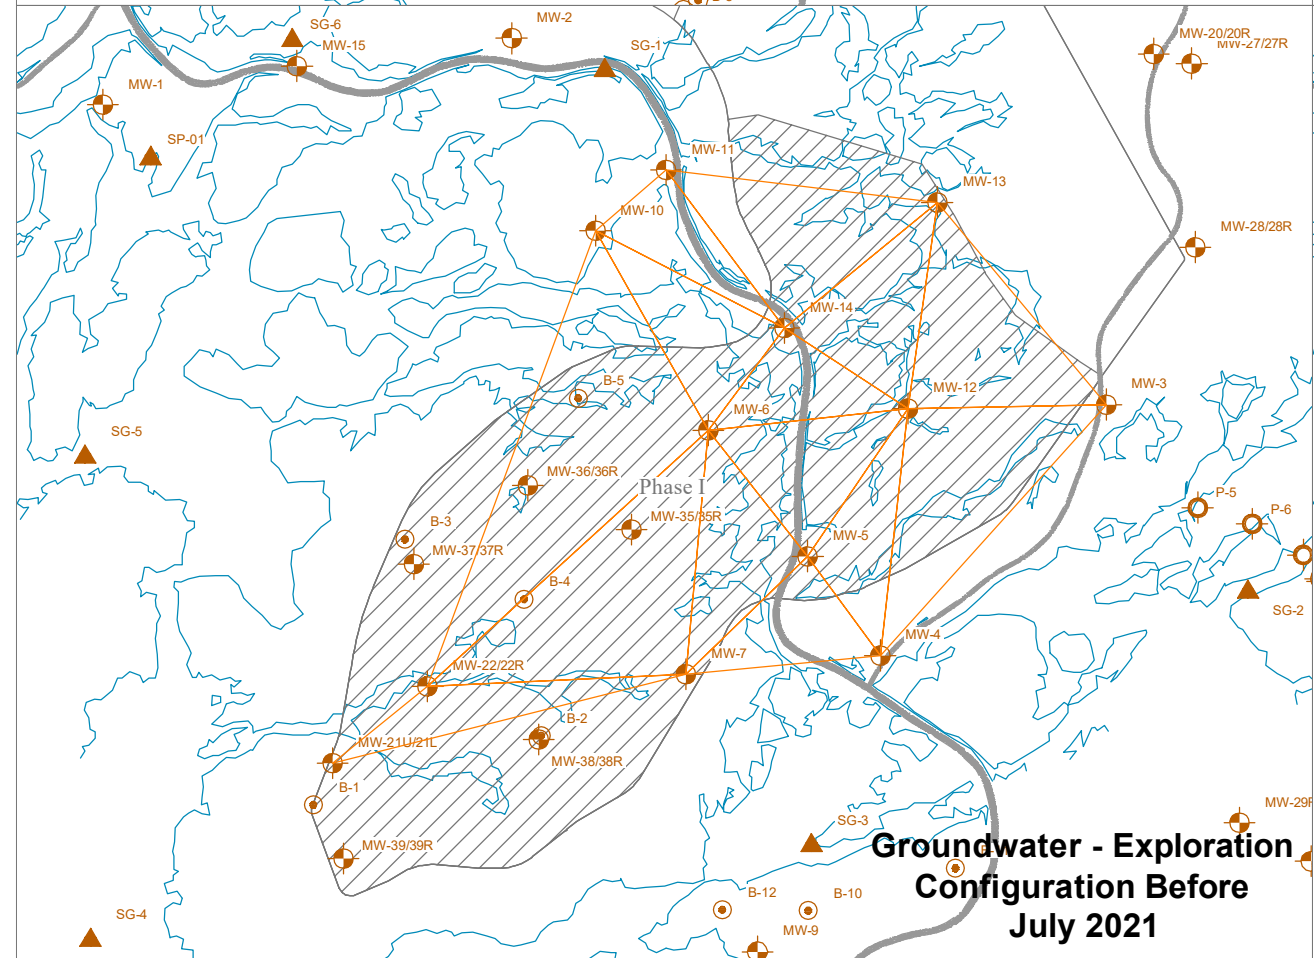 MW-20/20R
MW-27/27R
MW-2
SG-6
MW-15
SG-1
MW-1
SP-01
MW-11
MW-13
MW-10
MW-28/28R
MW-14
B-5
MW-12
MW-3
MW-6
SG-5
MW-36/36R
Phase I
P-5
P-6
MW-35/35R
B-3
MW-5
MW-37/37R
B-4
SG-2
MW-4
MW-7
MW-22/22R
B-2
MW-21U/21L
MW-38/38R
B-1
MW-29R
SG-3
MW-39/39R
Groundwater - Exploration
Configuration Before
July 2021
B-12
B-10
SG-4
MW-9